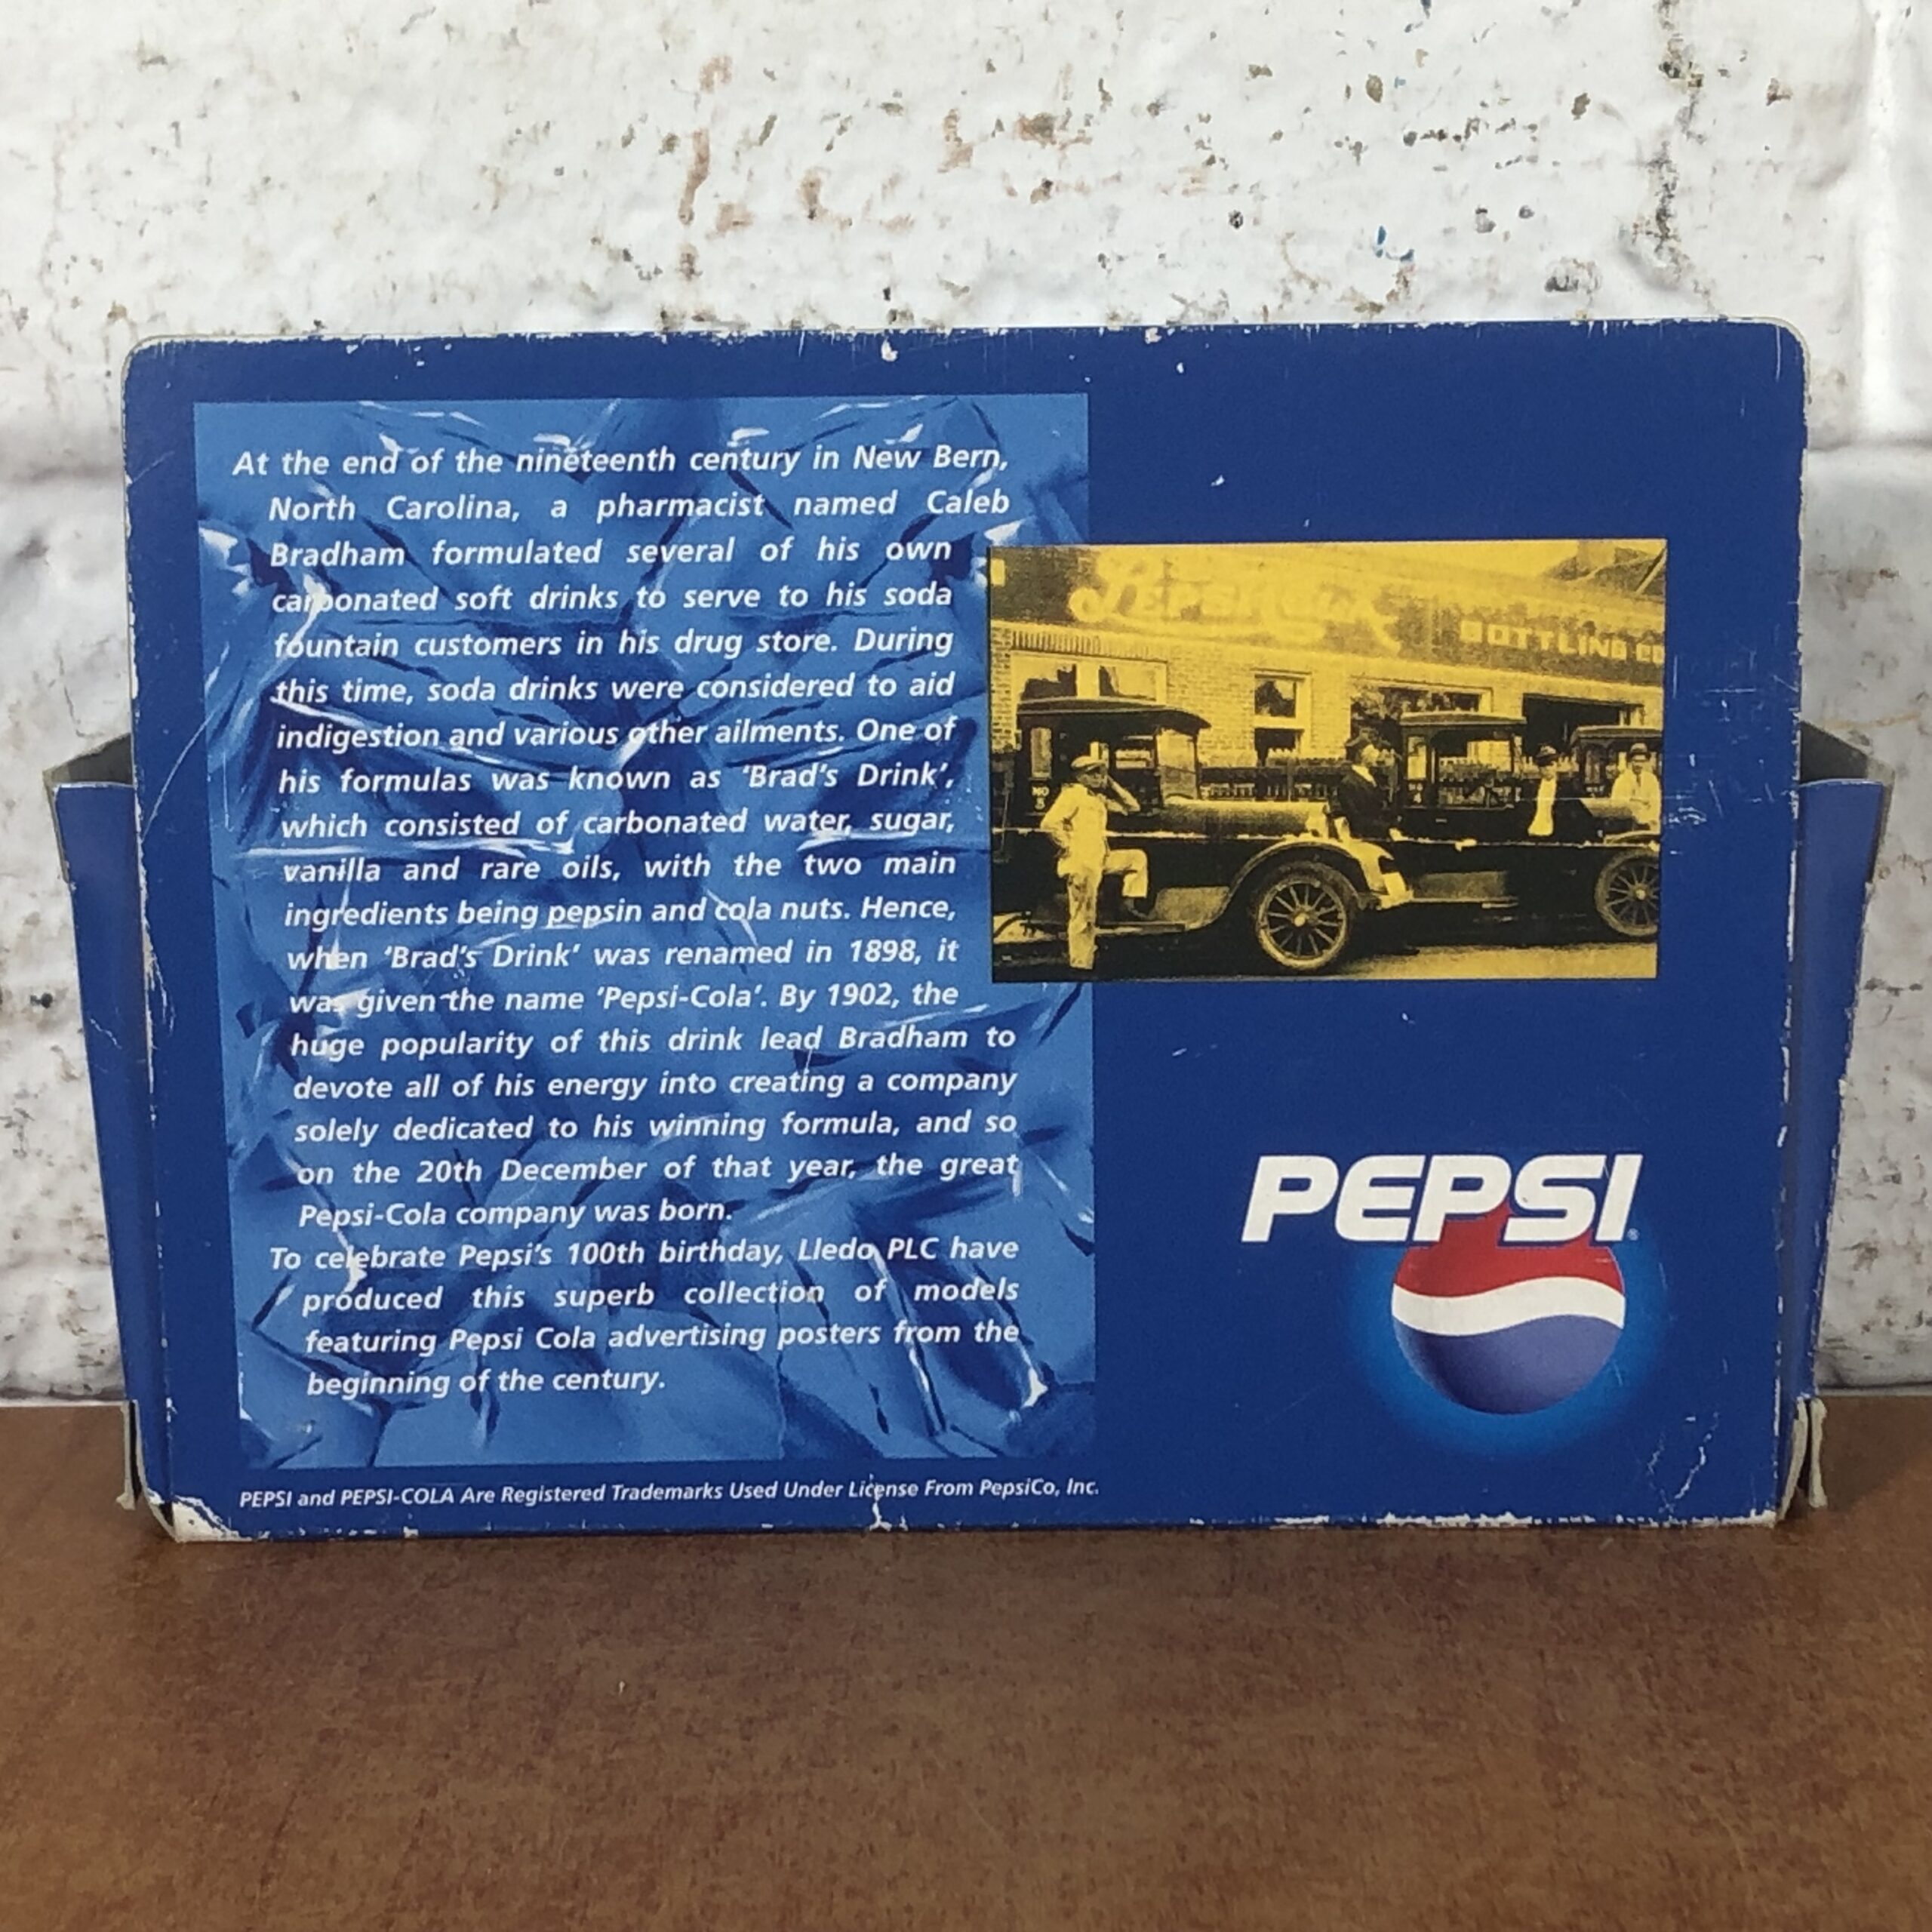 At the end of the nineteenth century in New Bern,
North Carolina, a pharmacist named Caleb
Bradham formulated several of his own
carbonated soft drinks to serve to his soda
fountain customers in his drug store. During
this time, soda drinks were considered to aid
indigestion and various other ailments. One of
his formulas was known as ‘Brad’s Drink’,
which consisted of carbonated water, sugar,
vanilla and rare oils, with the two main
ingredients being pepsin and cola nuts. Hence,
when ‘Brad’s Drink’ was renamed in 1898, it
was given the name ‘Pepsi-Cola’. By 1902, the
huge popularity of this drink lead Bradham to
devote all of his energy into creating a company
solely dedicated to his winning formula, and so
on the 20th December of that year, the great
Pepsi-Cola company was born.
To celebrate Pepsi’s 100th birthday, Lledo PLC have
produced this superb collection of models
featuring Pepsi Cola advertising posters from the
beginning of the century.
PEPSI and PEPSI-COLA Are Registered Trademarks Used Under License From PepsiCo, Inc.
Pepsi-Cola
BOTTLING CO
NO 5
NO 4
PEPSI®